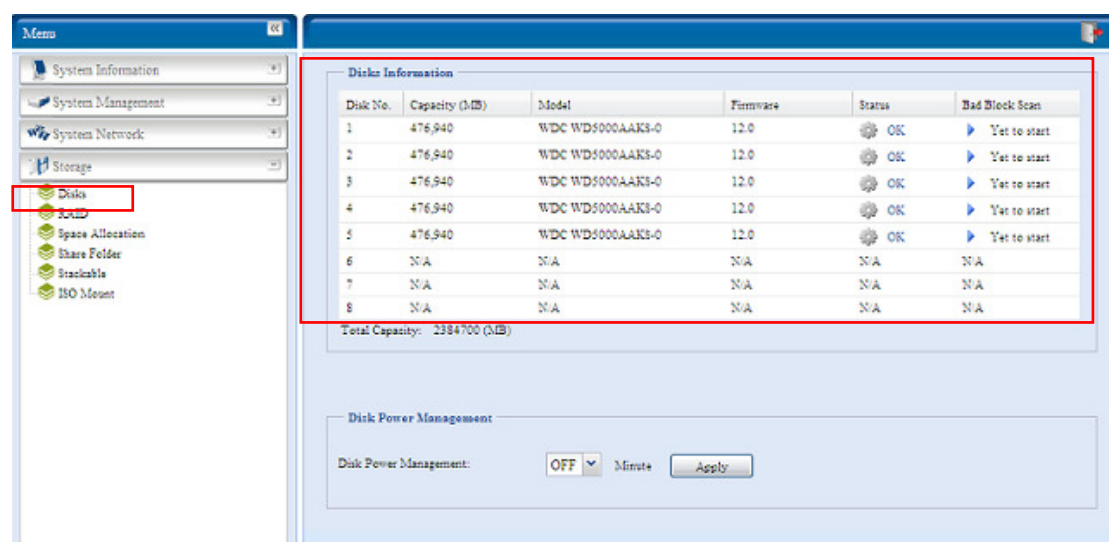 Menu
System Information
System Management
System Network
Storage
Disks
RAID
Space Allocation
Share Folder
Stackable
ISO Mount
Disks Information
Disk No. Capacity (MB) Model Firmware Status Bad Block Scan
1 476,940 WDC WD5000AAKS-0 12.0 OK Yet to start
2 476,940 WDC WD5000AAKS-0 12.0 OK Yet to start
3 476,940 WDC WD5000AAKS-0 12.0 OK Yet to start
4 476,940 WDC WD5000AAKS-0 12.0 OK Yet to start
5 476,940 WDC WD5000AAKS-0 12.0 OK Yet to start
6 N/A N/A N/A N/A N/A
7 N/A N/A N/A N/A N/A
8 N/A N/A N/A N/A N/A
Total Capacity: 2384700 (MB)
Disk Power Management
Disk Power Management: OFF Minute Apply